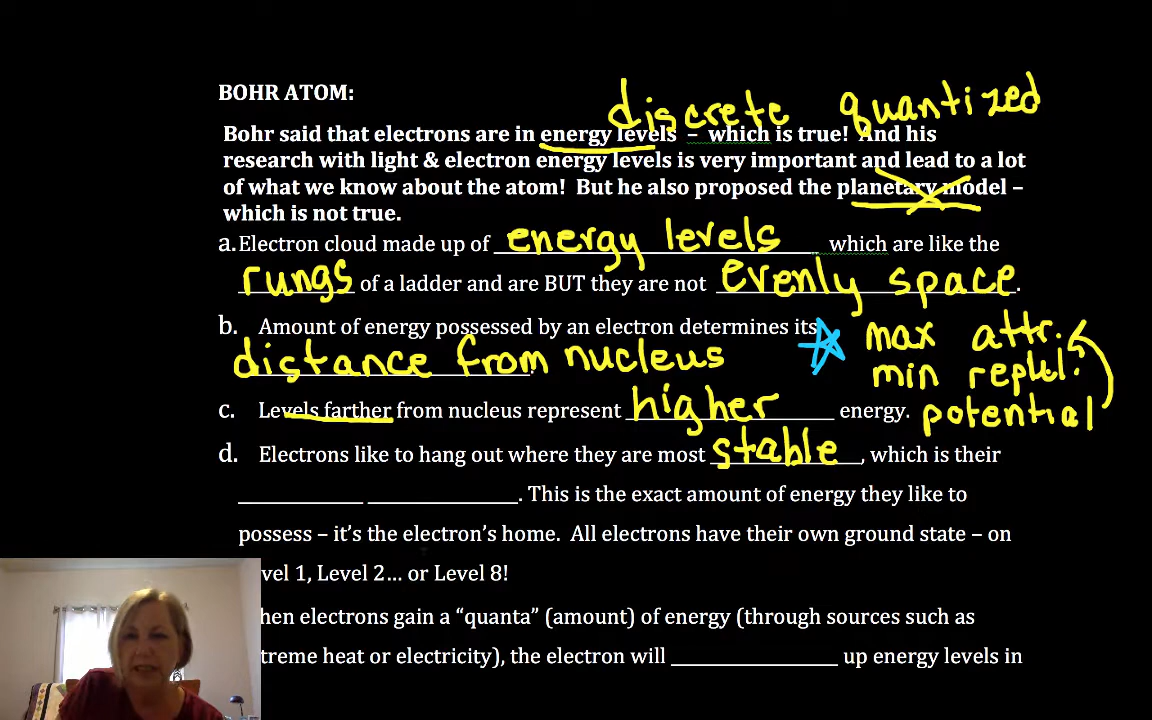 BOHR ATOM:
discrete quantized
Bohr said that electrons are in energy levels – which is true! And his
research with light & electron energy levels is very important and lead to a lot
of what we know about the atom! But he also proposed the planetary model –
which is not true.
a. Electron cloud made up of energy levels which are like the
rungs of a ladder and are BUT they are not evenly space.
b. Amount of energy possessed by an electron determines its
max attr.
distance from nucleus.
min repul.
c. Levels farther from nucleus represent higher energy.
potential
d. Electrons like to hang out where they are most stable, which is their
____________ ______________. This is the exact amount of energy they like to
possess – it's the electron's home. All electrons have their own ground state – on
vel 1, Level 2… or Level 8!
hen electrons gain a “quanta” (amount) of energy (through sources such as
treme heat or electricity), the electron will ________________ up energy levels in